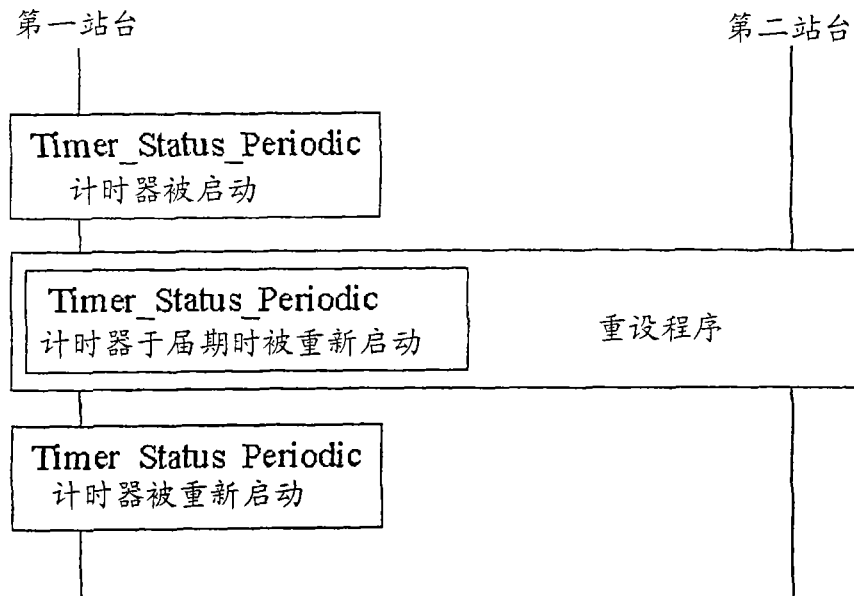 第一站台
第二站台
Timer_Status_Periodic
计时器被启动
Timer_Status_Periodic
计时器于届期时被重新启动
重设程序
Timer Status Periodic
计时器被重新启动